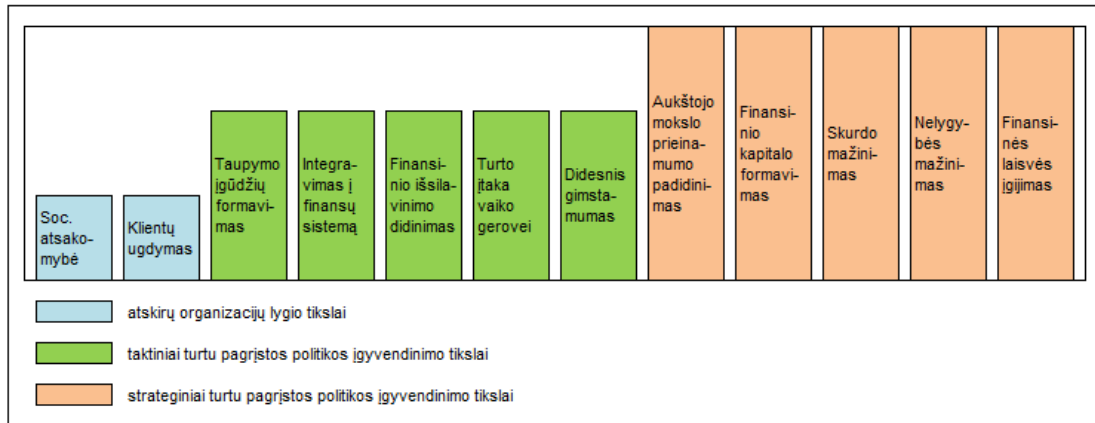 Soc.
atsako-
mybė
Klientų
ugdymas
Taupymo
įgūdžių
formavi-
mas
Integra-
vimas į
finansų
sistemą
Finansi-
nio išsila-
vinimo
didinimas
Turto
įtaka
vaiko
gerovei
Didesnis
gimsta-
mumas
Aukštojo
mokslo
prieina-
mumo
padidini-
mas
Finansi-
nio
kapitalo
formavi-
mas
Skurdo
mažini-
mas
Nelygy-
bės
mažini-
mas
Finansi-
nės
laisvės
įgijimas
atskirų organizacijų lygio tikslai
taktiniai turtu pagrįstos politikos įgyvendinimo tikslai
strateginiai turtu pagrįstos politikos įgyvendinimo tikslai